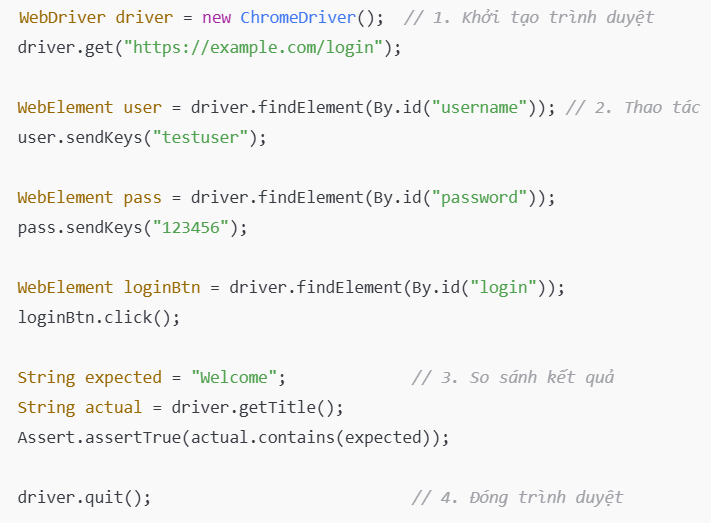 WebDriver driver = new ChromeDriver(); // 1. Khởi tạo trình duyệt
driver.get("https://example.com/login");
WebElement user = driver.findElement(By.id("username")); // 2. Thao tác
user.sendKeys("testuser");
WebElement pass = driver.findElement(By.id("password"));
pass.sendKeys("123456");
WebElement loginBtn = driver.findElement(By.id("login"));
loginBtn.click();
String expected = "Welcome"; // 3. So sánh kết quả
String actual = driver.getTitle();
Assert.assertTrue(actual.contains(expected));
driver.quit(); // 4. Đóng trình duyệt